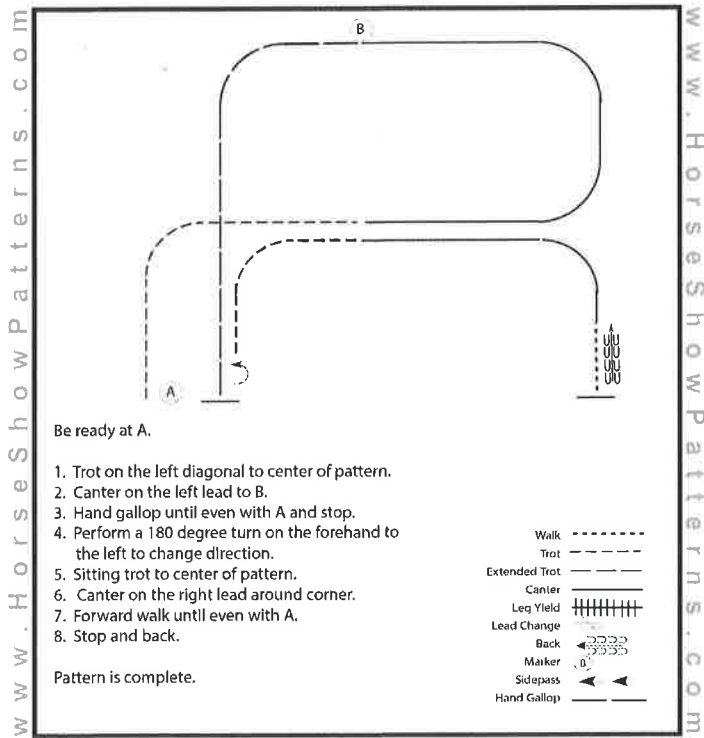 www.HorseShowPatterns.com
B
A
Be ready at A.
1. Trot on the left diagonal to center of pattern.
2. Canter on the left lead to B.
3. Hand gallop until even with A and stop.
4. Perform a 180 degree turn on the forehand to
the left to change direction.
5. Sitting trot to center of pattern.
6. Canter on the right lead around corner.
7. Forward walk until even with A.
8. Stop and back.
Pattern is complete.
Walk
Trot
Extended Trot
Canter
Leg Yield
Lead Change
Back
Marker B
Sidepass
Hand Gallop
www.HorseShowPatterns.com